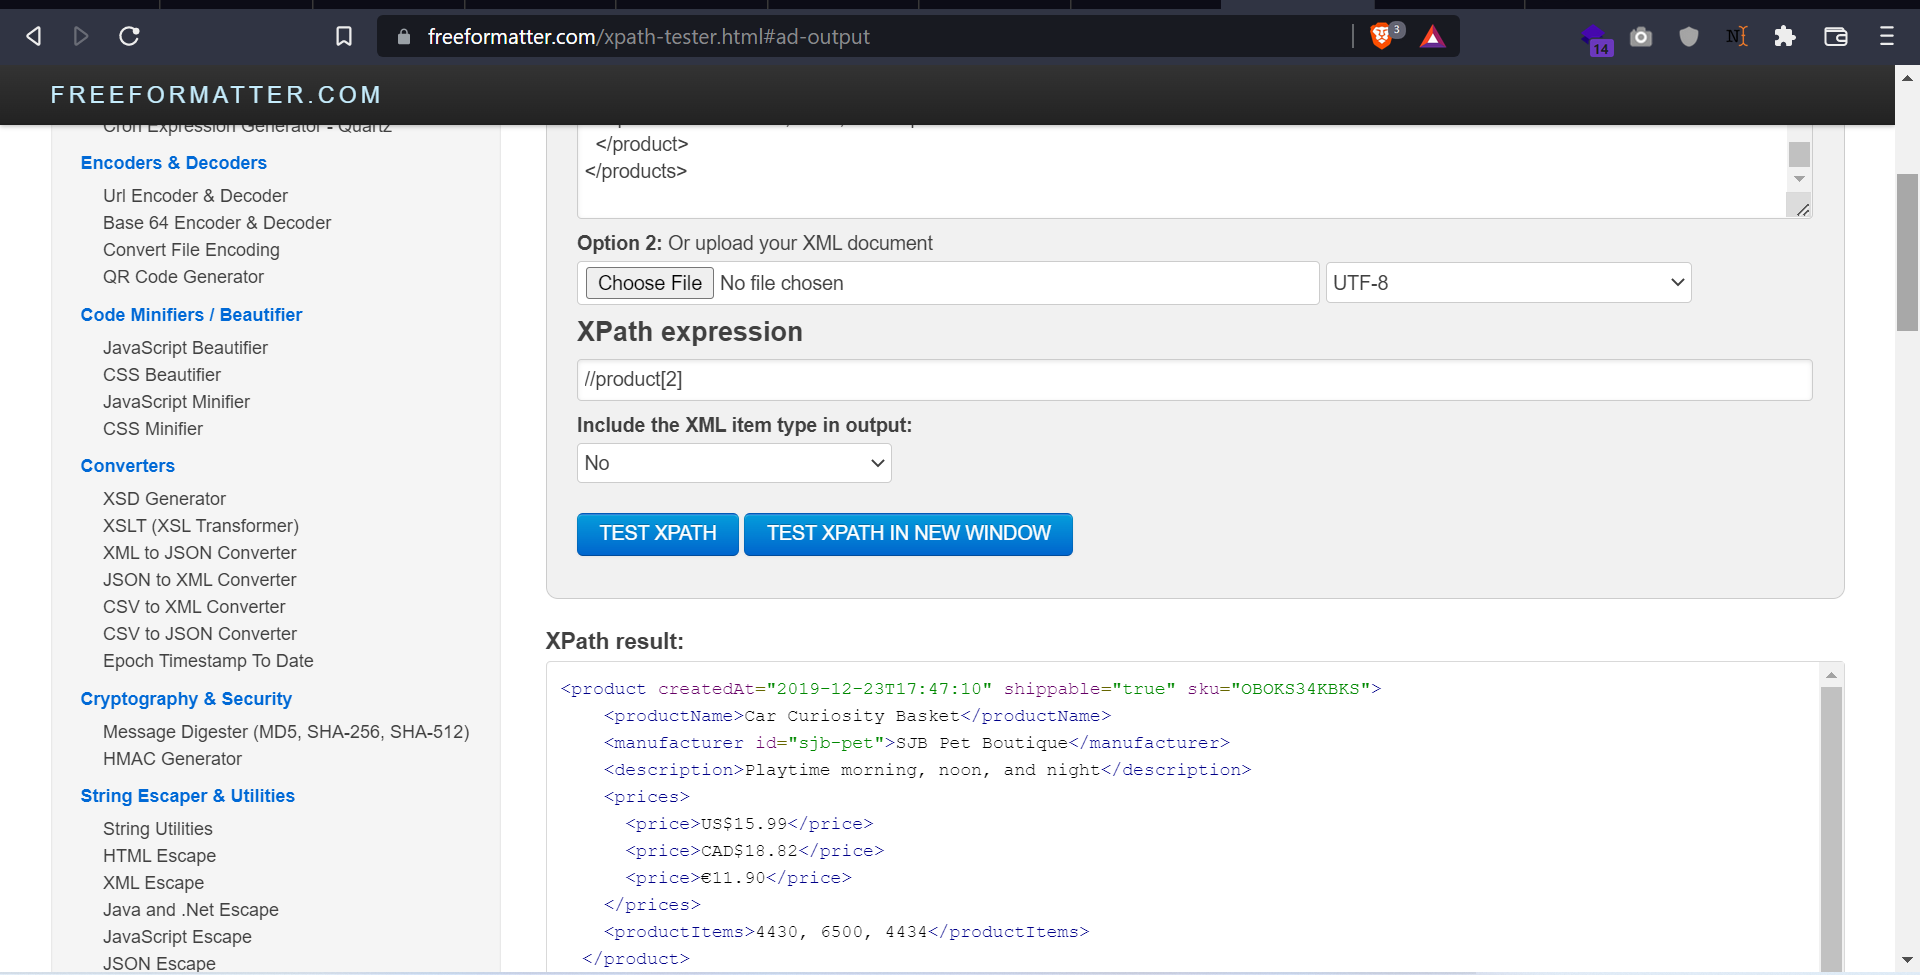 freeformatter.com/xpath-tester.html#ad-output
3
14
N
FREEFORMATTER.COM
Cron Expression Generator - Quartz
Encoders & Decoders
Url Encoder & Decoder
Base 64 Encoder & Decoder
Convert File Encoding
QR Code Generator
Code Minifiers / Beautifier
JavaScript Beautifier
CSS Beautifier
JavaScript Minifier
CSS Minifier
Converters
XSD Generator
XSLT (XSL Transformer)
XML to JSON Converter
JSON to XML Converter
CSV to XML Converter
CSV to JSON Converter
Epoch Timestamp To Date
Cryptography & Security
Message Digester (MD5, SHA-256, SHA-512)
HMAC Generator
String Escaper & Utilities
String Utilities
HTML Escape
XML Escape
Java and .Net Escape
JavaScript Escape
JSON Escape
</product>
</products>
Option 2: Or upload your XML document
Choose File No file chosen
UTF-8
XPath expression
//product[2]
Include the XML item type in output:
No
TEST XPATH
TEST XPATH IN NEW WINDOW
XPath result:
<product createdAt="2019-12-23T17:47:10" shippable="true" sku="OBOKS34KBKS">
<productName>Car Curiosity Basket</productName>
<manufacturer id="sjb-pet">SJB Pet Boutique</manufacturer>
<description>Playtime morning, noon, and night</description>
<prices>
<price>US$15.99</price>
<price>CAD$18.82</price>
<price>€11.90</price>
</prices>
<productItems>4430, 6500, 4434</productItems>
</product>